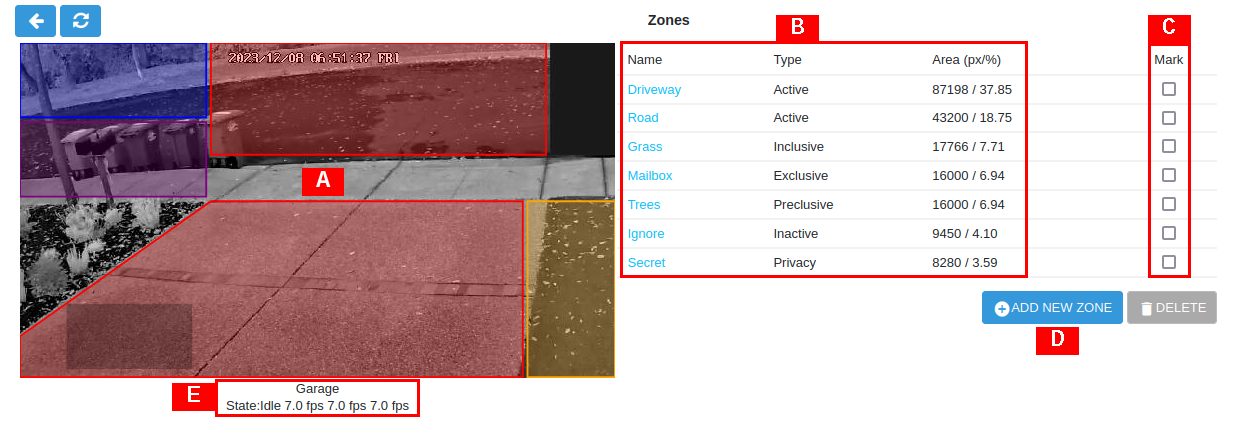 Zones
B
C
2023/12/08 06:51:37 FRI
Name Type Area (px/%) Mark
Driveway Active 87198 / 37.85
Road Active 43200 / 18.75
Grass Inclusive 17766 / 7.71
Mailbox Exclusive 16000 / 6.94
A
Trees Preclusive 16000 / 6.94
Ignore Inactive 9450 / 4.10
Secret Privacy 8280 / 3.59
ADD NEW ZONE DELETE
D
E
Garage
State:Idle 7.0 fps 7.0 fps 7.0 fps